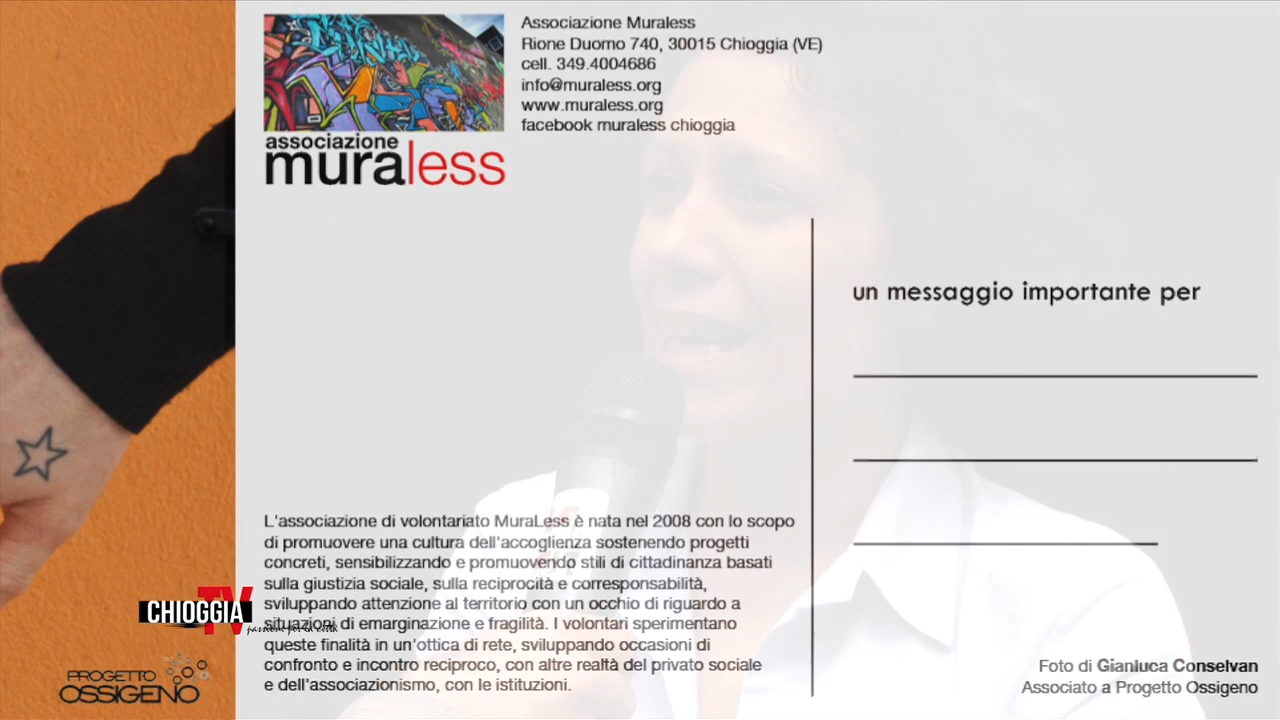 Associazione Muraless
Rione Duomo 740, 30015 Chioggia (VE)
cell. 349.4004686
info@muraless.org
www.muraless.org
facebook muraless chioggia
associazione
muraless
un messaggio importante per
L'associazione di volontariato MuraLess è nata nel 2008 con lo scopo
di promuovere una cultura dell'accoglienza sostenendo progetti
concreti, sensibilizzando e promuovendo stili di cittadinanza basati
sulla giustizia sociale, sulla reciprocità e corresponsabilità,
sviluppando attenzione al territorio con un occhio di riguardo a
situazioni di emarginazione e fragilità. I volontari sperimentano
queste finalità in un'ottica di rete, sviluppando occasioni di
confronto e incontro reciproco, con altre realtà del privato sociale
e dell'associazionismo, con le istituzioni.
CHIOGGIA TV
passione per la città
PROGETTO
OSSIGENO
Foto di Gianluca Conselvan
Associato a Progetto Ossigeno